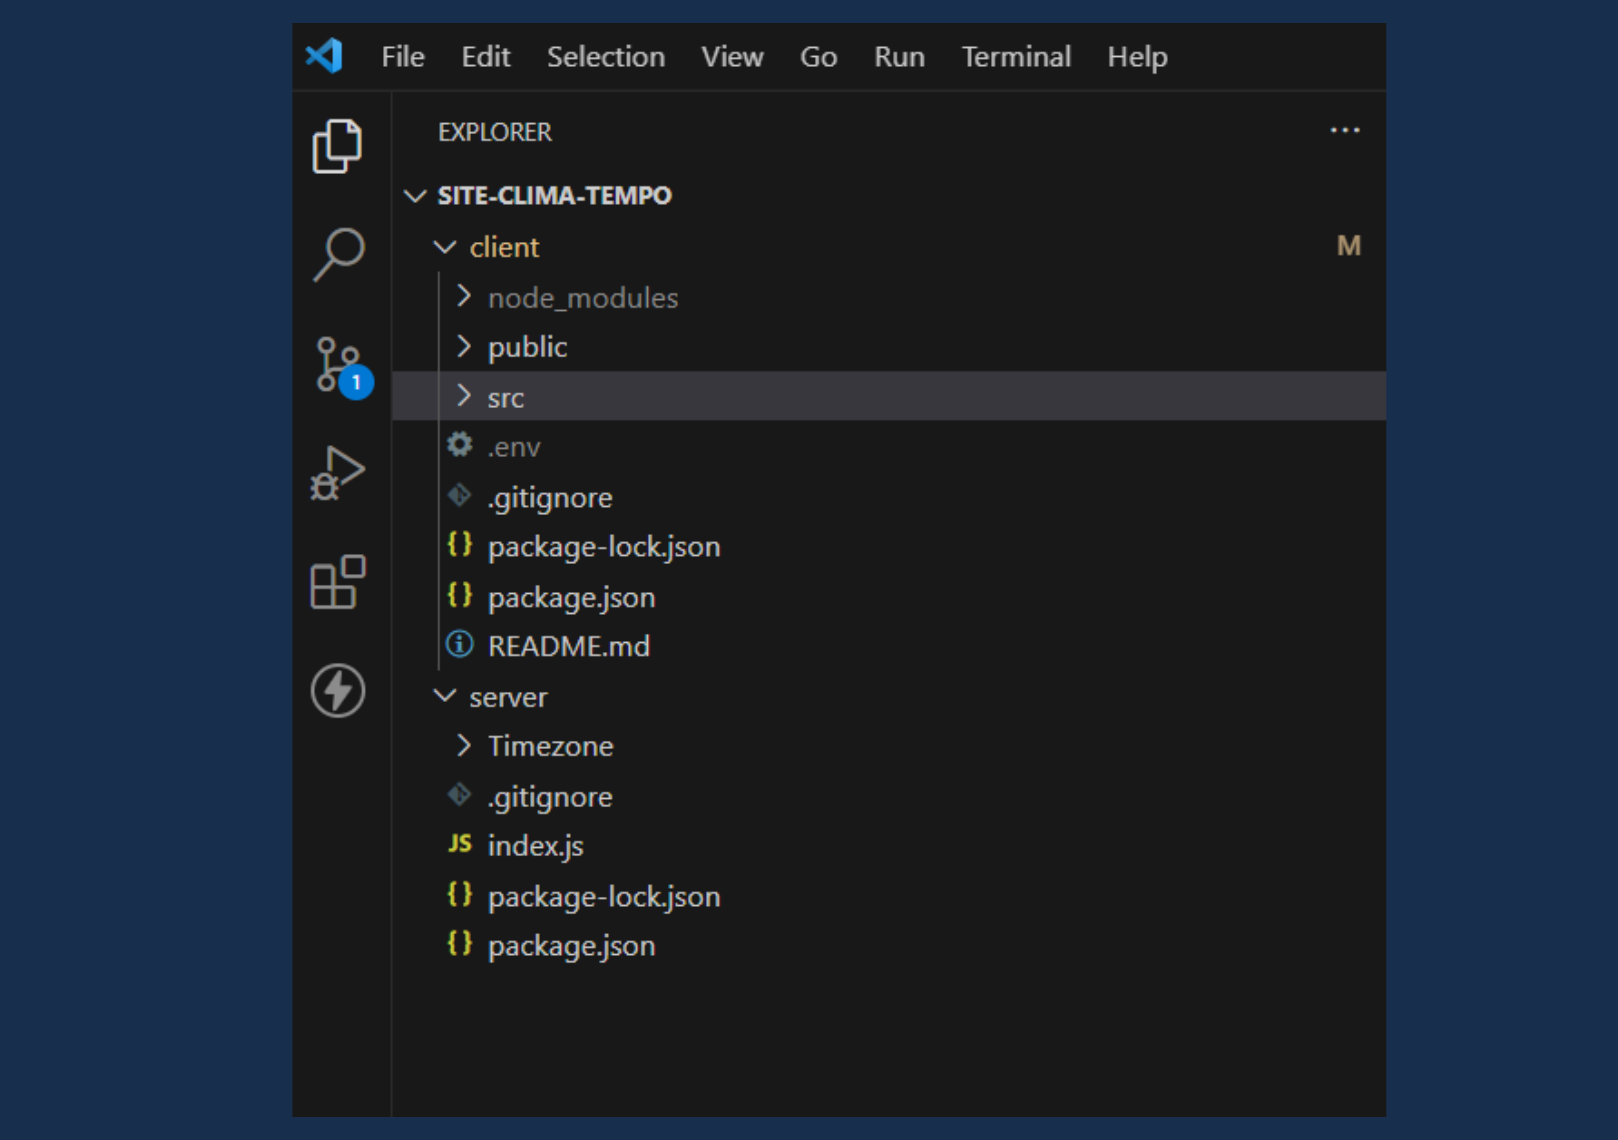 File Edit Selection View Go Run Terminal Help
EXPLORER ...
SITE-CLIMA-TEMPO
client M
node_modules
public
src
.env
.gitignore
{} package-lock.json
{} package.json
README.md
server
Timezone
.gitignore
JS index.js
{} package-lock.json
{} package.json
1